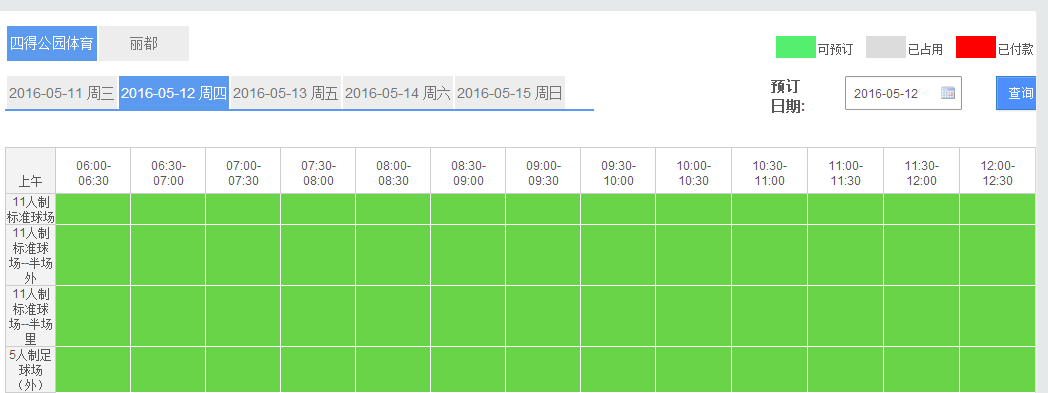 四得公园体育 丽都
可预订 已占用 已付款
2016-05-11 周三 2016-05-12 周四 2016-05-13 周五 2016-05-14 周六 2016-05-15 周日
预订
日期:
2016-05-12
查询
上午
06:00-
06:30
06:30-
07:00
07:00-
07:30
07:30-
08:00
08:00-
08:30
08:30-
09:00
09:00-
09:30
09:30-
10:00
10:00-
10:30
10:30-
11:00
11:00-
11:30
11:30-
12:00
12:00-
12:30
11人制
标准球场
11人制
标准球
场--半场
外
11人制
标准球
场--半场
里
5人制足
球场
（外）